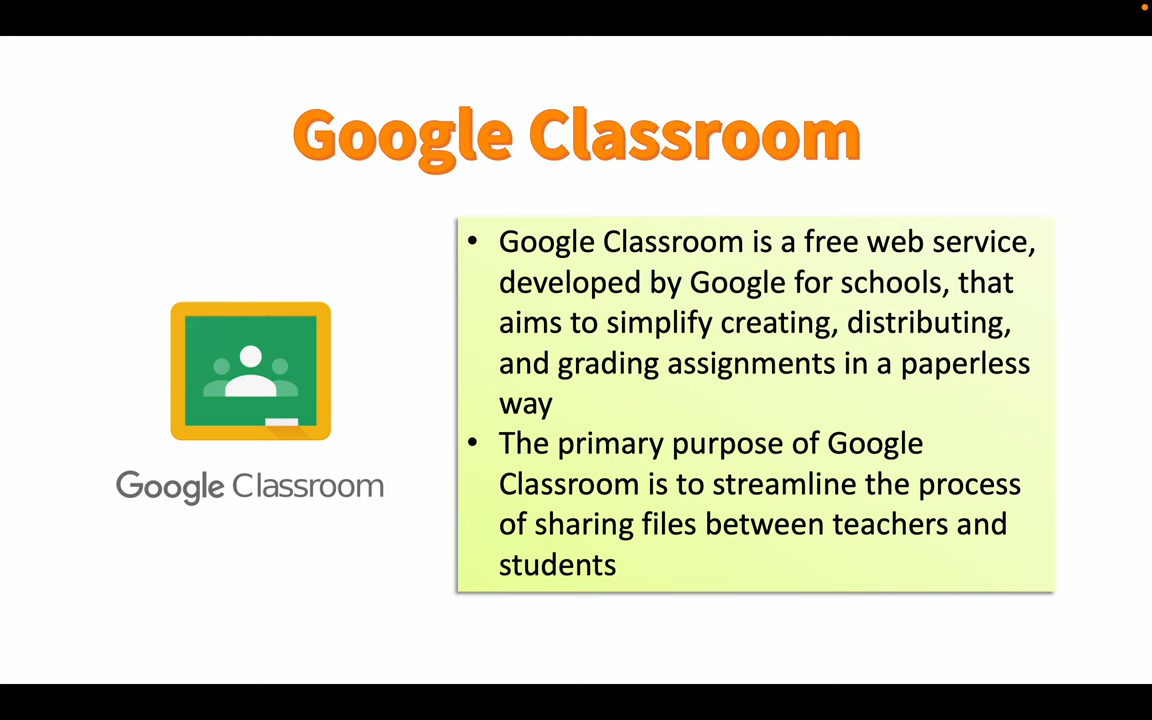 Google Classroom
• Google Classroom is a free web service,
developed by Google for schools, that
aims to simplify creating, distributing,
and grading assignments in a paperless
way
• The primary purpose of Google
Classroom is to streamline the process
of sharing files between teachers and
students
Google Classroom